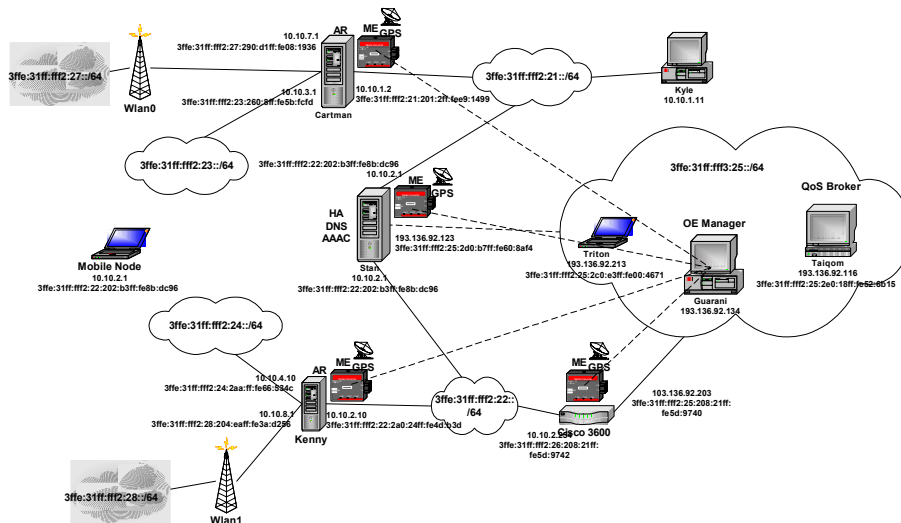 3ffe:31ff:fff2:27::/64
Wlan0
10.10.7.1
3ffe:31ff:fff2:27:290:d1ff:fe08:1936
AR
ME
GPS
10.10.3.1
3ffe:31ff:fff2:23:260:8ff:fe5b:fcfd
10.10.1.2
3ffe:31ff:fff2:21:201:2ff:fee9:1499
Cartman
3ffe:31ff:fff2:21::/64
Kyle
10.10.1.11
3ffe:31ff:fff2:23::/64
3ffe:31ff:fff2:22:202:b3ff:fe8b:dc96
10.10.2.1
ME
GPS
HA
DNS
AAAC
193.136.92.123
3ffe:31ff:fff2:25:2d0:b7ff:fe60:8af4
Stan
10.10.2.1
3ffe:31ff:fff2:22:202:b3ff:fe8b:dc96
3ffe:31ff:fff3:25::/64
QoS Broker
OE Manager
Triton
193.136.92.213
3ffe:31ff:fff2:25:2c0:e3ff:fe00:4671
Taiqom
193.136.92.116
3ffe:31ff:fff2:25:2e0:18ff:fe52:6b15
Guarani
193.136.92.134
Mobile Node
10.10.2.1
3ffe:31ff:fff2:22:202:b3ff:fe8b:dc96
3ffe:31ff:fff2:24::/64
AR
ME
GPS
10.10.4.10
3ffe:31ff:fff2:24:2aa:ff:fe66:534c
10.10.8.1
3ffe:31ff:fff2:28:204:eaff:fe3a:d256
10.10.2.10
3ffe:31ff:fff2:22:2a0:24ff:fe4d:b3d
Kenny
3ffe:31ff:fff2:22::
/64
ME
GPS
Cisco 3600
10.10.2.254
3ffe:31ff:fff2:26:208:21ff:
fe5d:9742
103.136.92.203
3ffe:31ff:fff2:25:208:21ff:
fe5d:9740
3ffe:31ff:fff2:28::/64
Wlan1